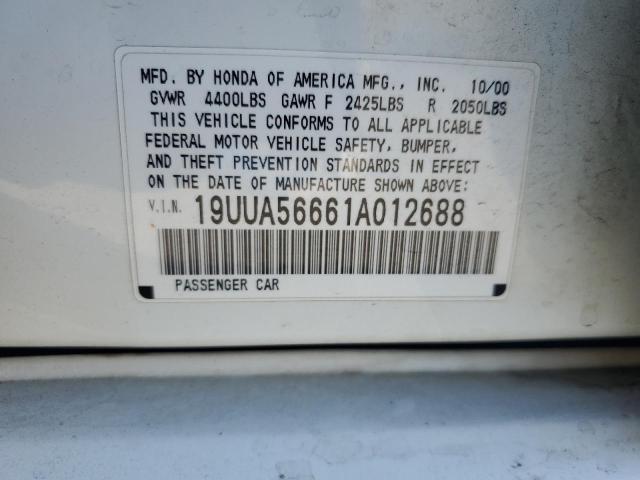 MFD. BY HONDA OF AMERICA MFG., INC. 10/00
GVWR 4400LBS GAWR F 2425LBS R 2050LBS
THIS VEHICLE CONFORMS TO ALL APPLICABLE
FEDERAL MOTOR VEHICLE SAFETY, BUMPER,
AND THEFT PREVENTION STANDARDS IN EFFECT
ON THE DATE OF MANUFACTURE SHOWN ABOVE:
V.I.N. 19UUA56661A012688
PASSENGER CAR